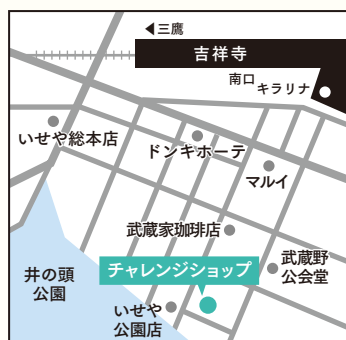 ◀三鷹
吉祥寺
南口
キラリナ
いせや総本店
ドンキホーテ
マルイ
武蔵家珈琲店
武蔵野
公会堂
井の頭
公園
チャレンジショップ
いせや
公園店